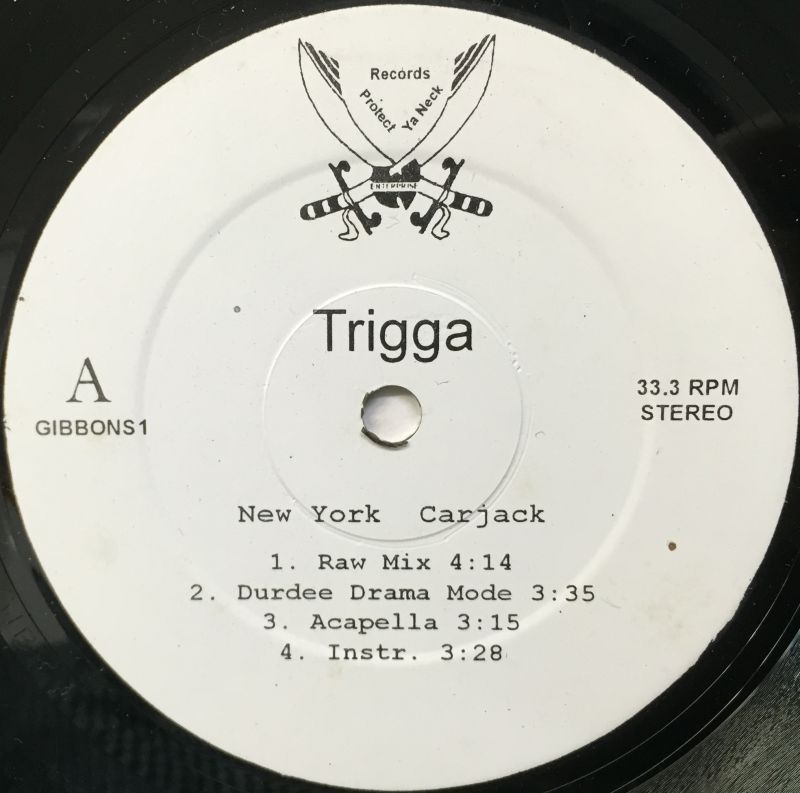 Records
Protect Ya Neck
ENTERPRISE
Trigga
A
GIBBONS1
33.3 RPM
STEREO
New York Carjack
1. Raw Mix 4:14
2. Durdee Drama Mode 3:35
3. Acapella 3:15
4. Instr. 3:28